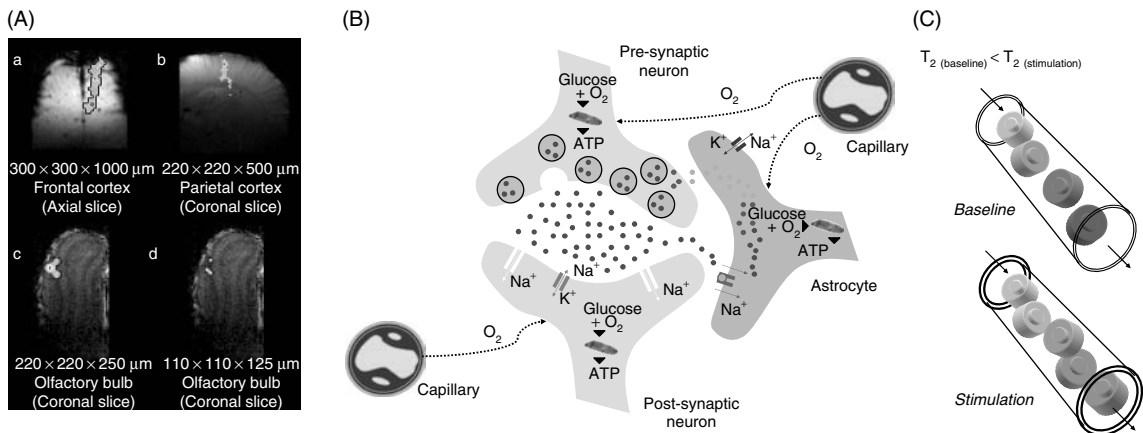 (A)
a
b
300 × 300 × 1000 μm
Frontal cortex
(Axial slice)
220 × 220 × 500 μm
Parietal cortex
(Coronal slice)
c
d
220 × 220 × 250 μm
Olfactory bulb
(Coronal slice)
110 × 110 × 125 μm
Olfactory bulb
(Coronal slice)
(B)
Pre-synaptic
neuron
Glucose
+ O₂
ATP
O₂
O₂
Capillary
K⁺
Na⁺
Glucose
+ O₂
ATP
Astrocyte
Na⁺
Na⁺
Na⁺
K⁺
Na⁺
Glucose
+ O₂
ATP
O₂
Capillary
Post-synaptic
neuron
(C)
T₂ (baseline) < T₂ (stimulation)
Baseline
Stimulation